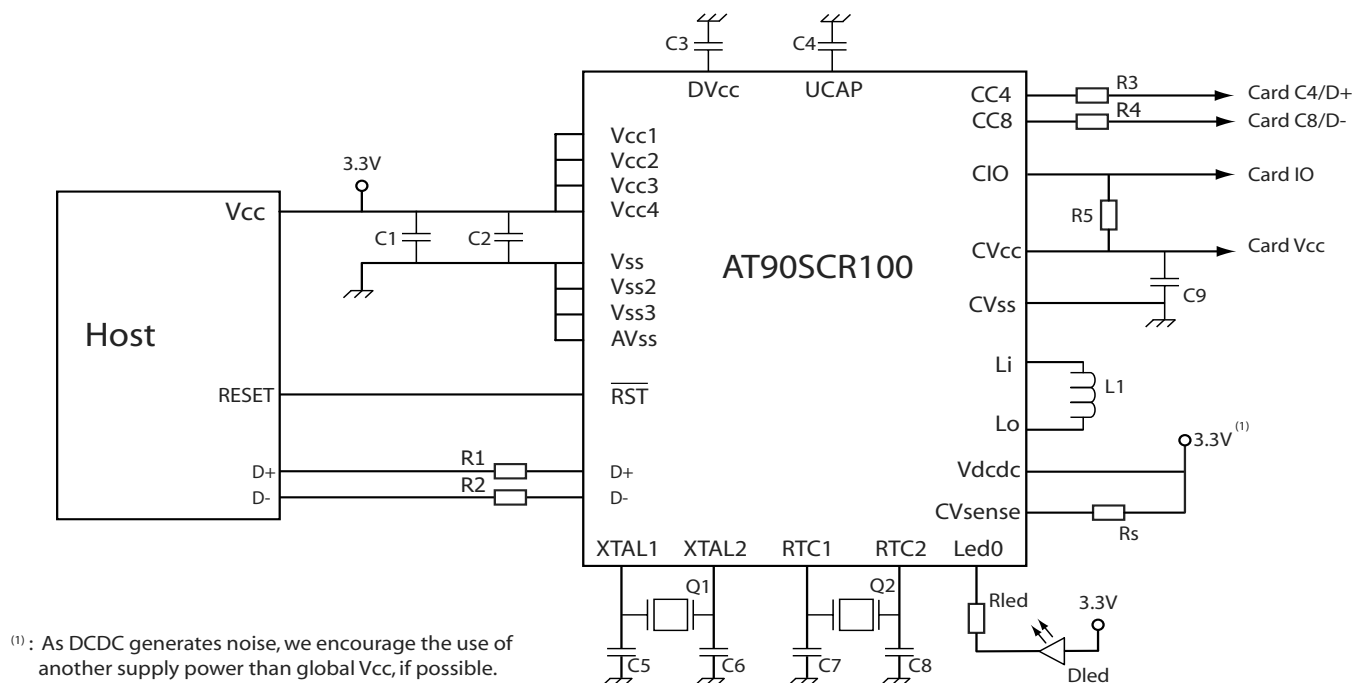 C3
C4
DVcc
UCAP
CC4
R3
Card C4/D+
CC8
R4
Card C8/D-
Vcc1
Vcc2
Vcc3
Vcc4
3.3V
Vcc
CIO
Card IO
R5
C1
C2
CVcc
Card Vcc
Vss
Vss2
Vss3
AVss
AT90SCR100
C9
CVss
Host
Li
L1
Lo
RESET
RST
3.3V (1)
Vdcdc
R1
D+
D+
R2
D-
D-
CVsense
Rs
XTAL1
XTAL2
RTC1
RTC2
Led0
Q1
Q2
Rled
3.3V
C5
C6
C7
C8
Dled
(1) : As DCDC generates noise, we encourage the use of
another supply power than global Vcc, if possible.